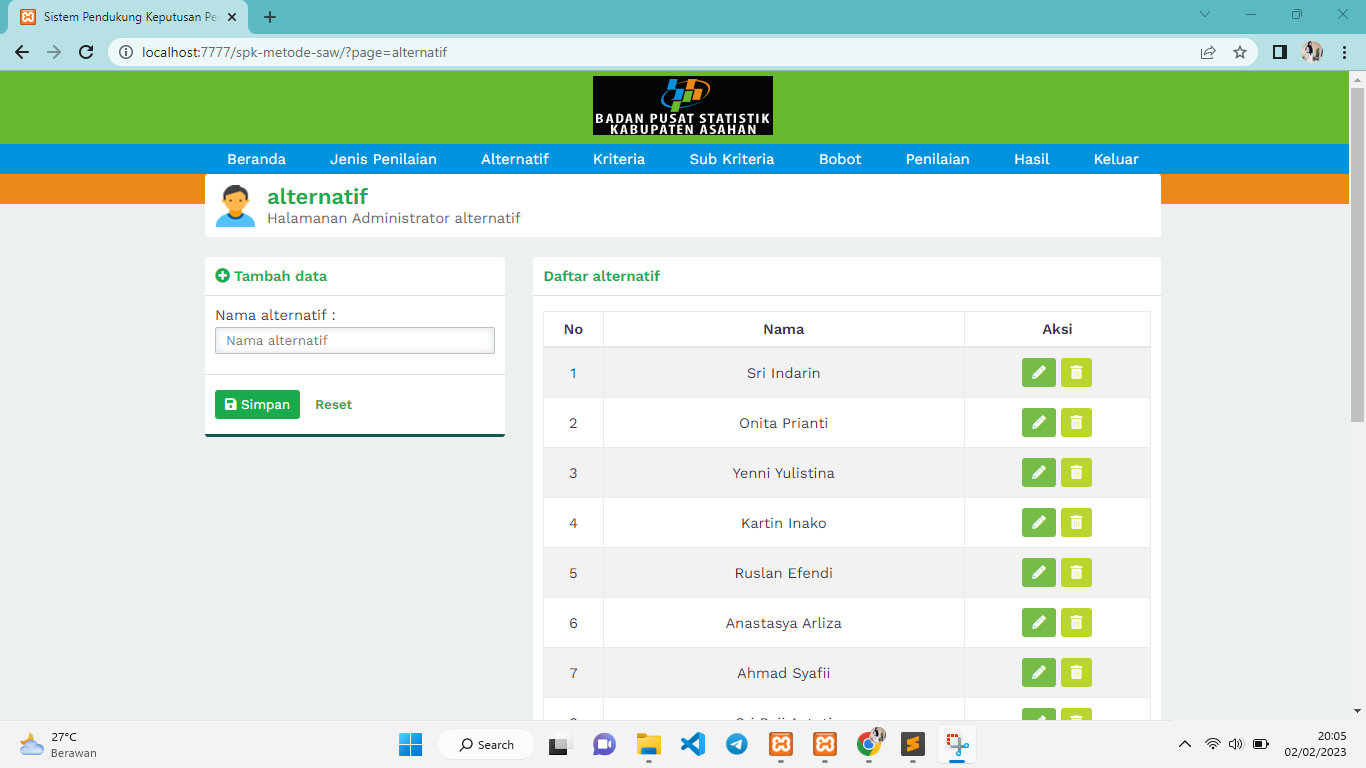 Sistem Pendukung Keputusan Pe
localhost:7777/spk-metode-saw/?page=alternatif
BADAN PUSAT STATISTIK
KABUPATEN ASAHAN
Beranda Jenis Penilaian Alternatif Kriteria Sub Kriteria Bobot Penilaian Hasil Keluar
alternatif
Halamanan Administrator alternatif
Tambah data
Nama alternatif :
Nama alternatif
Simpan Reset
Daftar alternatif
No Nama Aksi
1 Sri Indarin
2 Onita Prianti
3 Yenni Yulistina
4 Kartin Inako
5 Ruslan Efendi
6 Anastasya Arliza
7 Ahmad Syafii
27°C
Berawan
Search
20:05
02/02/2023